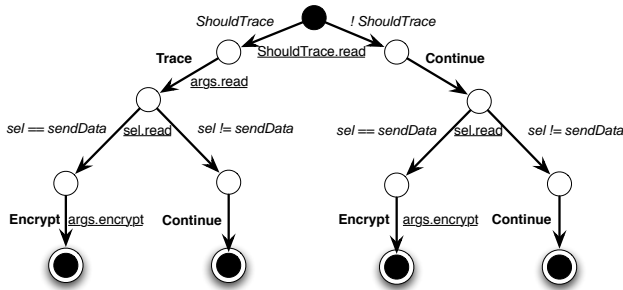 ShouldTrace
! ShouldTrace
ShouldTrace.read
Trace
Continue
args.read
sel == sendData
sel.read
sel != sendData
sel == sendData
sel.read
sel != sendData
Encrypt
args.encrypt
Continue
Encrypt
args.encrypt
Continue